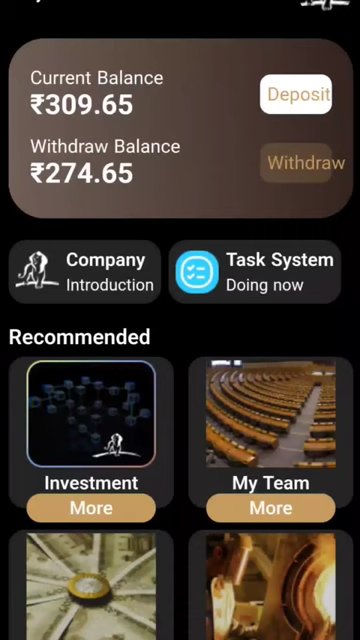 Current Balance
₹309.65
Deposit
Withdraw Balance
₹274.65
Withdraw
Company
Introduction
Task System
Doing now
Recommended
Investment
More
My Team
More